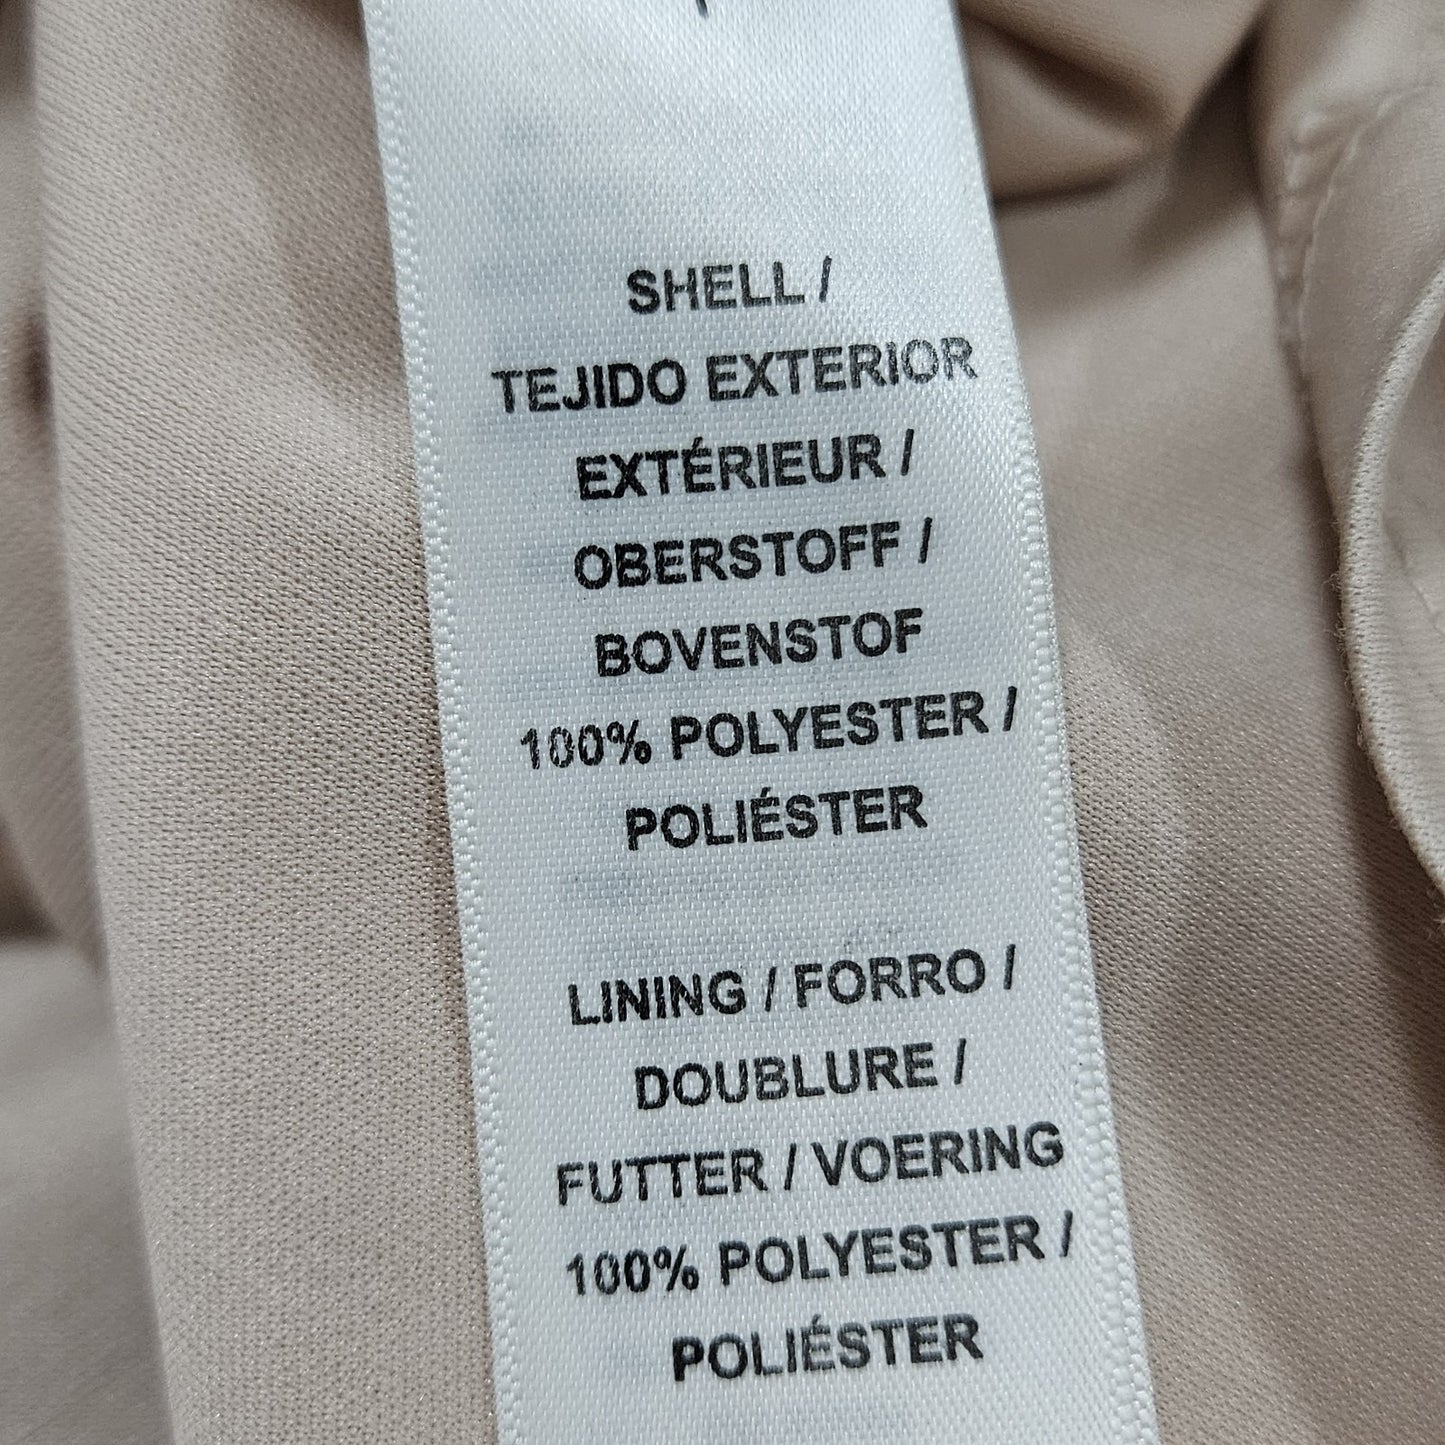 SHELL /
TEJIDO EXTERIOR
EXTÉRIEUR /
OBERSTOFF /
BOVENSTOF
100% POLYESTER /
POLIÉSTER
LINING / FORRO /
DOUBLURE /
FUTTER / VOERING
100% POLYESTER /
POLIÉSTER